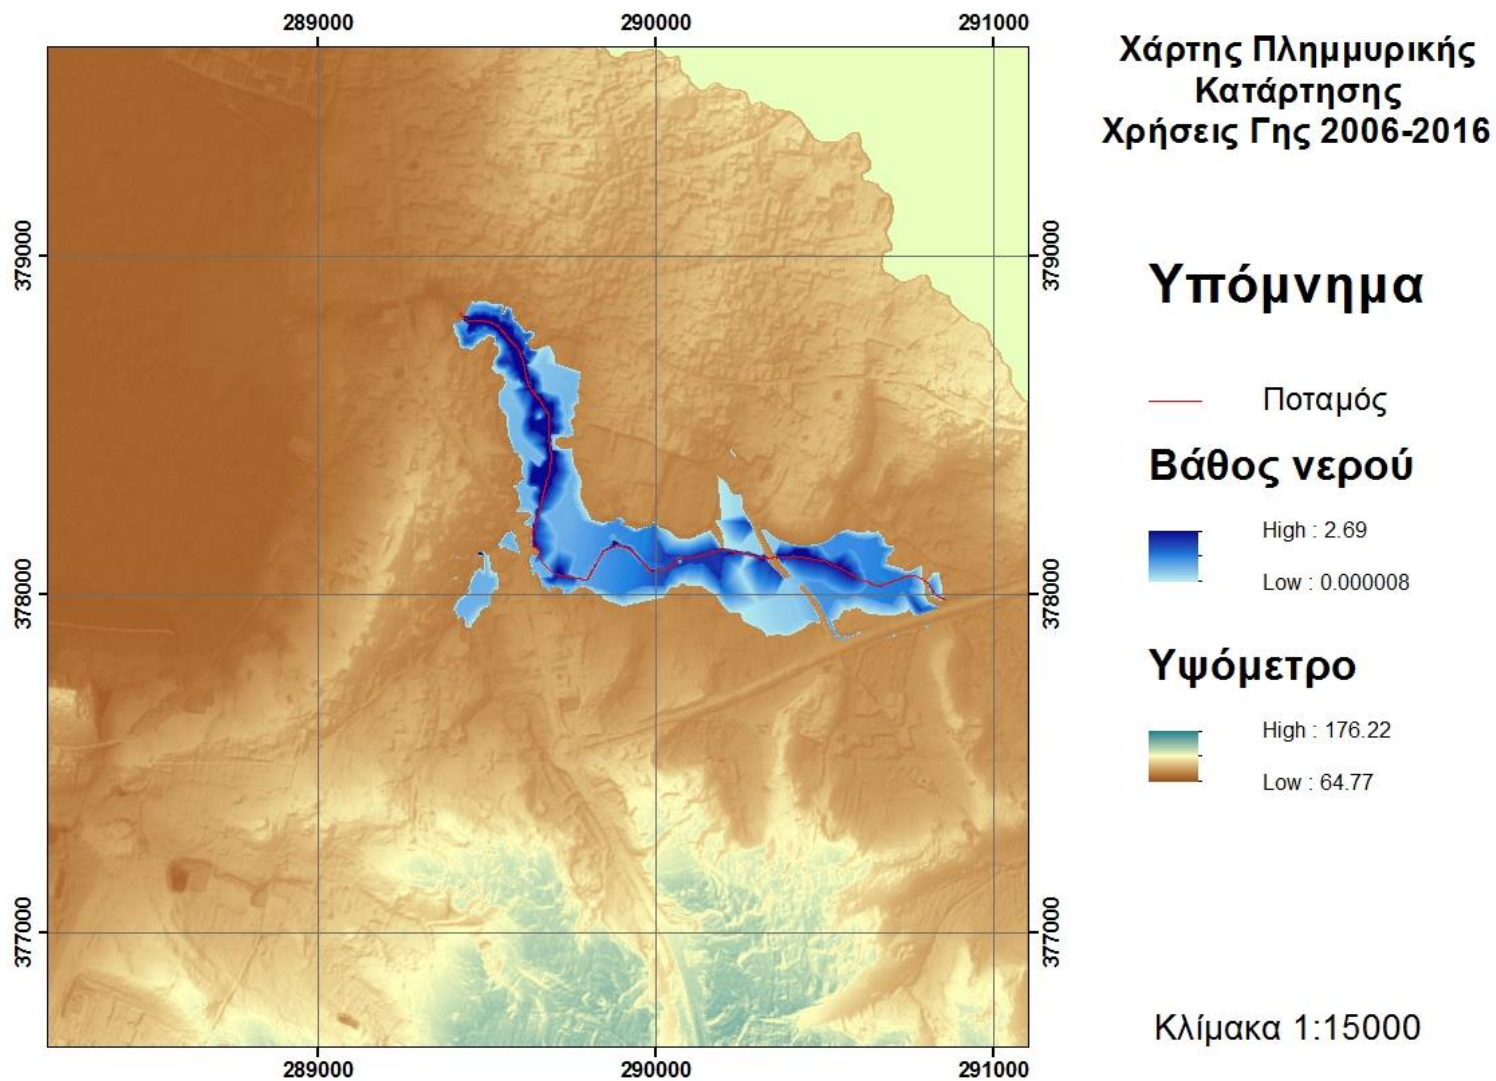 289000
290000
291000
Χάρτης Πλημμυρικής
Κατάρτησης
Χρήσεις Γης 2006-2016
379000
379000
Υπόμνημα
Ποταμός
Βάθος νερού
High : 2.69
Low : 0.000008
378000
378000
Υψόμετρο
High : 176.22
Low : 64.77
377000
377000
Κλίμακα 1:15000
289000
290000
291000